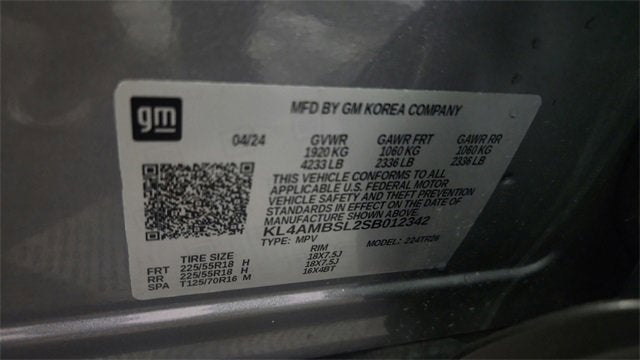 gm
MFD BY GM KOREA COMPANY
04/24 GVWR GAWR FRT GAWR RR
1920 KG 1060 KG 1060 KG
4233 LB 2336 LB 2336 LB
THIS VEHICLE CONFORMS TO ALL
APPLICABLE U.S. FEDERAL MOTOR
VEHICLE SAFETY AND THEFT PREVENTION
STANDARDS IN EFFECT ON THE DATE OF
MANUFACTURE SHOWN ABOVE.
KL4AMBSL2SB012342
TYPE: MPV MODEL: 224TR26
TIRE SIZE RIM
FRT 225/55R18 H 18X7.5J
RR 225/55R18 H 18X7.5J
SPA T125/70R16 M 16X4BT